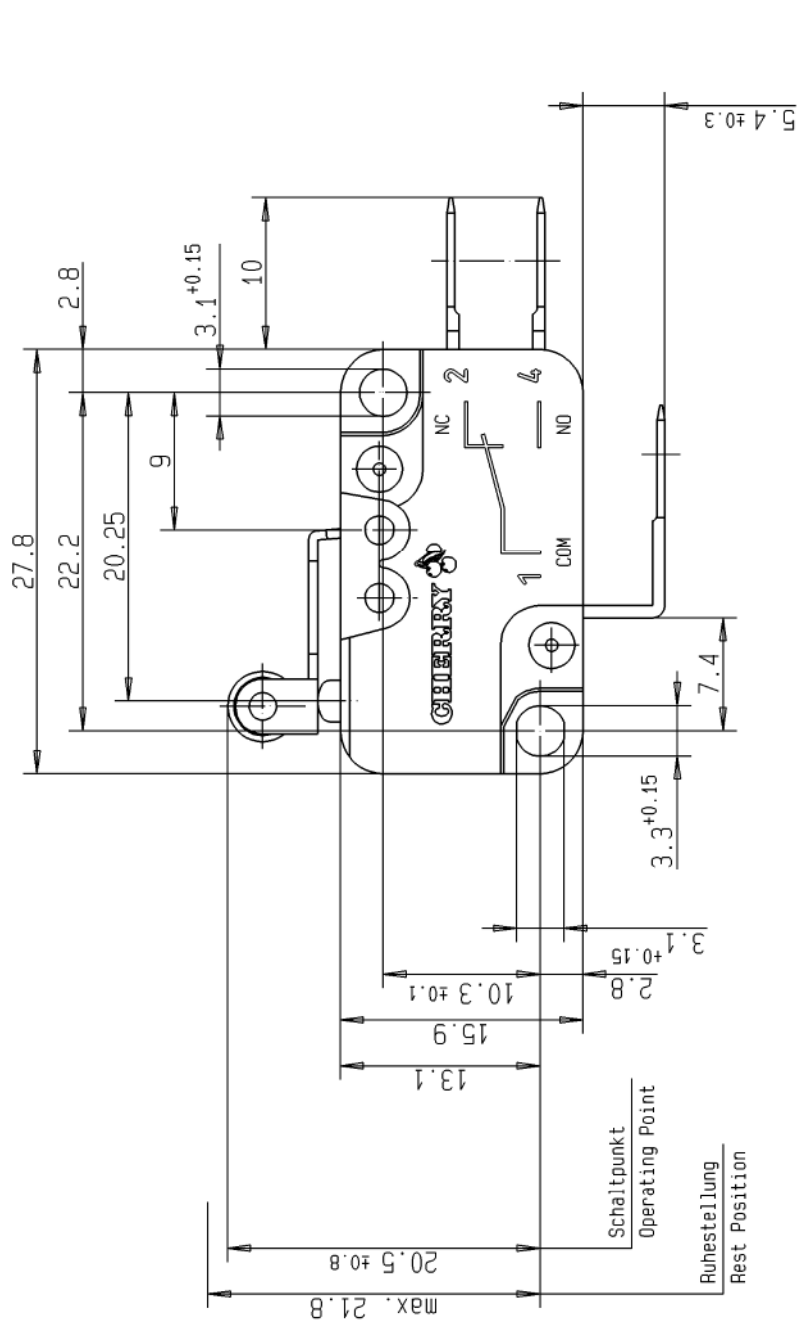 5.4 ±0.3
2.8
3.1 +0.15
10
27.8
22.2
20.25
9
NC
2
4
NO
COM
1
CHERRY
7.4
3.3 +0.15
3.1 +0.15
2.8
10.3 ±0.1
15.9
13.1
Schaltpunkt
Operating Point
20.5 ±0.8
Ruhestellung
Rest Position
max. 21.8